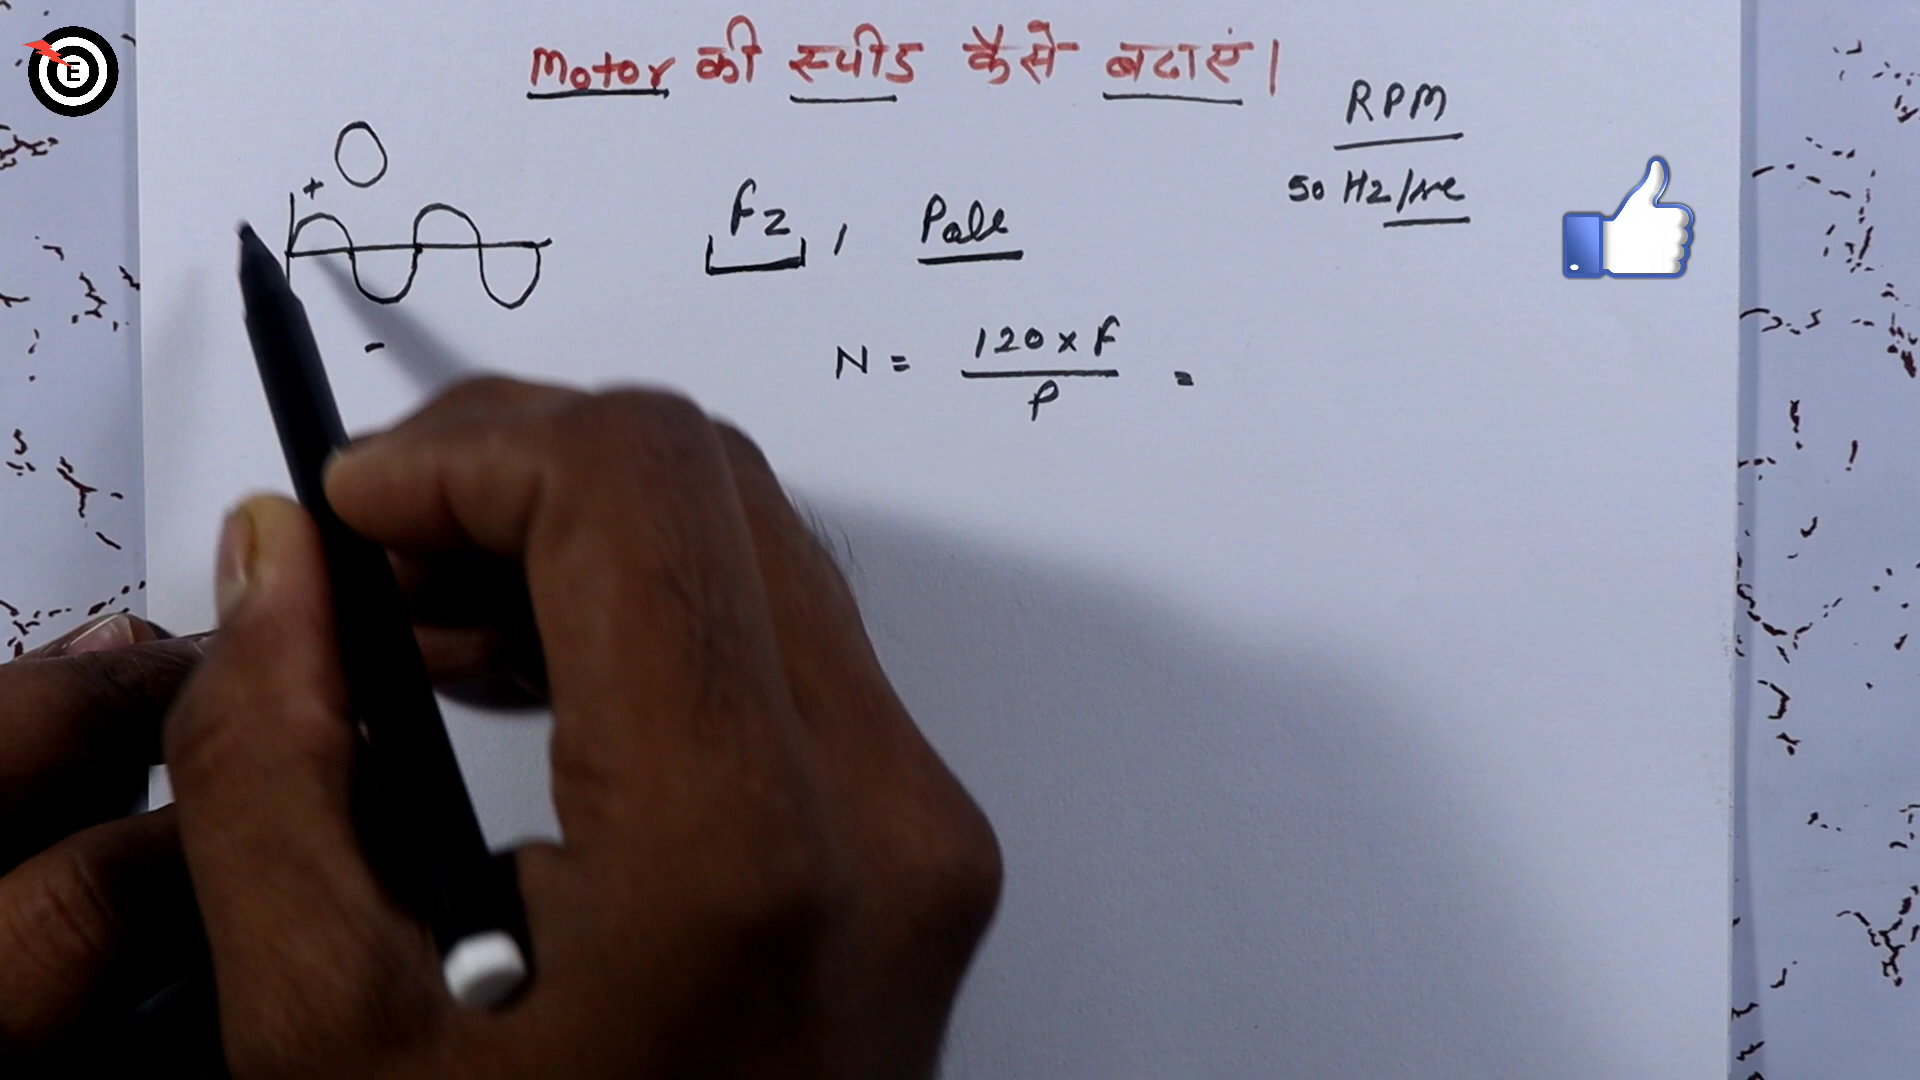 E
Motor की स्पीड कैसे बढाएं।
RPM
50 Hz/sec
+
Fz, Pole
-
N = 120 x F / P =